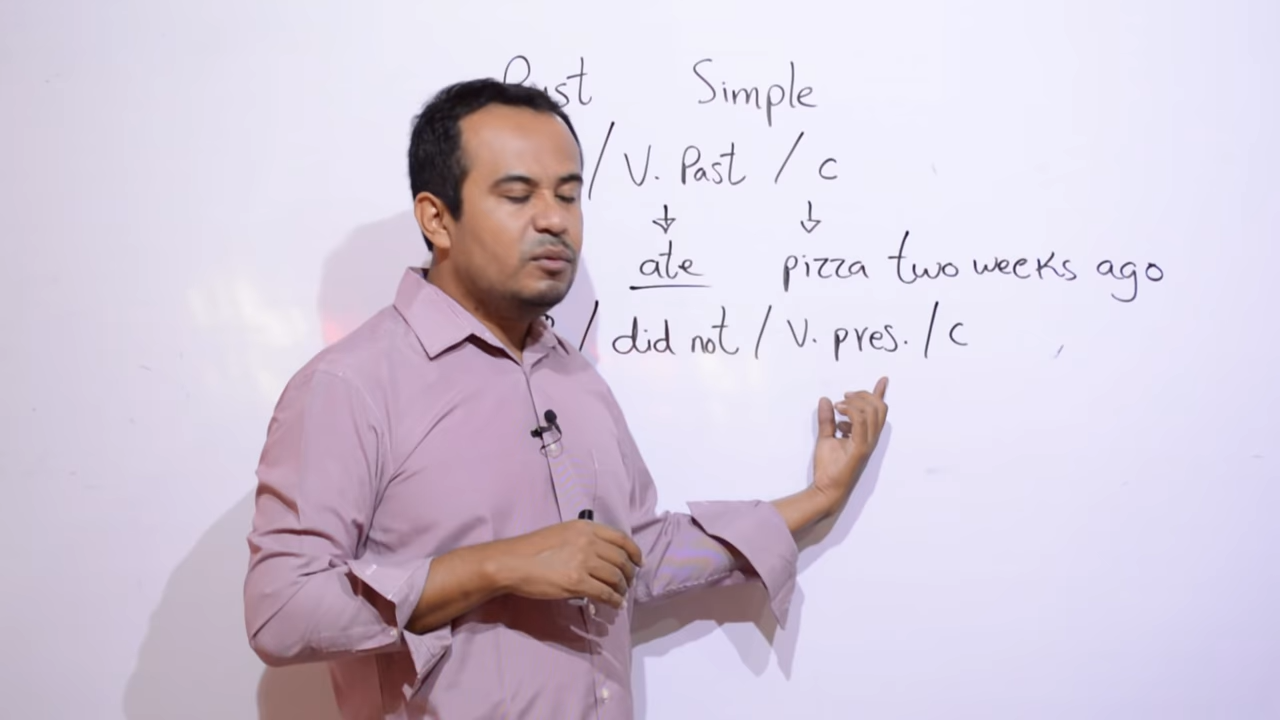 Past Simple
/ V. Past / C
ate pizza two weeks ago
/ did not / V. pres. / C